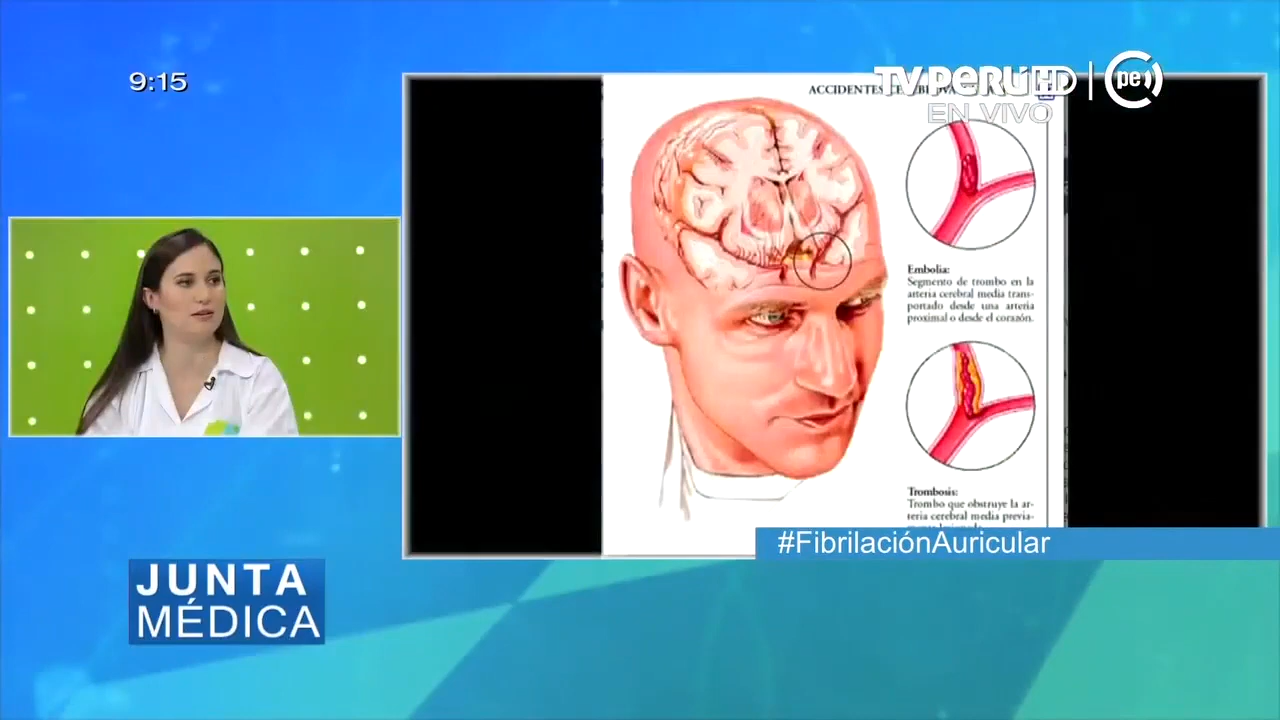 9:15
TV PERÚ HD
pe
EN VIVO
ACCIDENTES
Embolia:
Segmento de trombo en la
arteria cerebral media trans-
portado desde una arteria
proximal o desde el corazón.
Trombosis:
Trombo que obstruye la ar-
teria cerebral media previa-
#FibrilaciónAuricular
JUNTA
MÉDICA